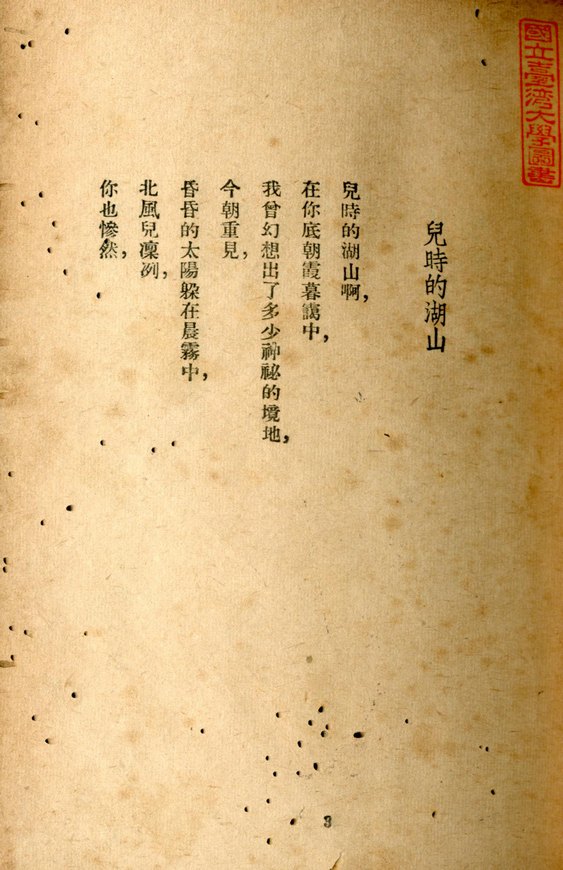 國立臺灣大學圖書
兒時的湖山
兒時的湖山啊，
在你底朝霞暮靄中，
我曾幻想出了多少神祕的境地，
今朝重見，
昏昏的太陽躱在晨霧中，
北風兒凜冽，
你也慘然，
3